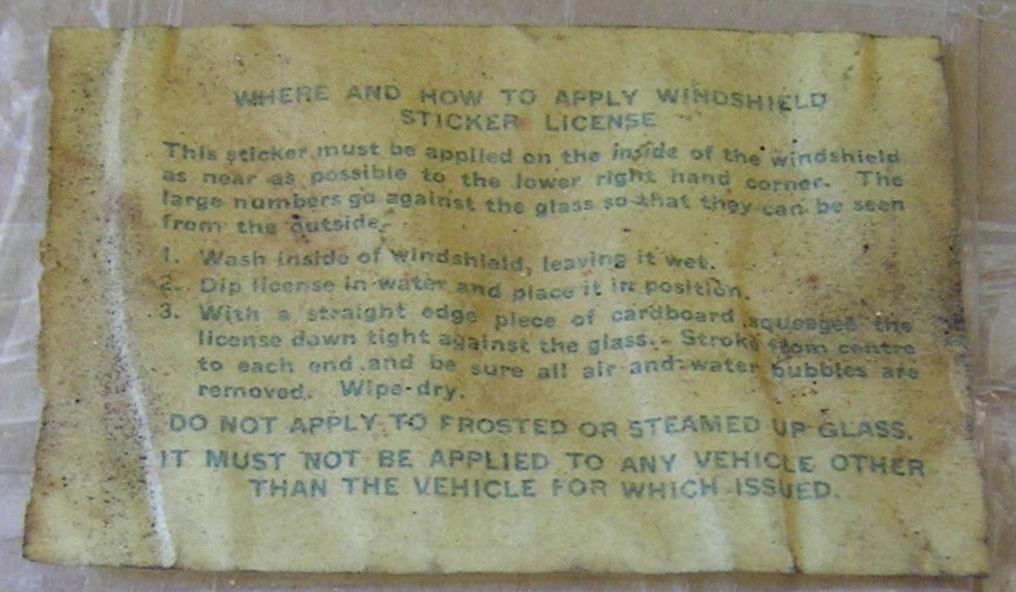 WHERE AND HOW TO APPLY WINDSHIELD
STICKER LICENSE
This sticker must be applied on the inside of the windshield
as near as possible to the lower right hand corner. The
large numbers go against the glass so that they can be seen
from the outside.
1. Wash inside of windshield, leaving it wet.
2. Dip license in water and place it in position.
3. With a straight edge piece of cardboard squeegee the
license down tight against the glass. Stroke from centre
to each end and be sure all air and water bubbles are
removed. Wipe dry.
DO NOT APPLY TO FROSTED OR STEAMED UP GLASS.
IT MUST NOT BE APPLIED TO ANY VEHICLE OTHER
THAN THE VEHICLE FOR WHICH ISSUED.